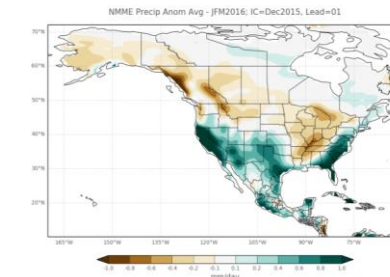 NMME Precip Anom Avg - JFM2016; IC=Dec2015, Lead=01
70°N
60°N
50°N
40°N
30°N
20°N
165°W 150°W 135°W 120°W 105°W 90°W 75°W
-1.0 -0.8 -0.6 -0.4 -0.2 -0.1 0.1 0.2 0.4 0.6 0.8 1.0
mm/day